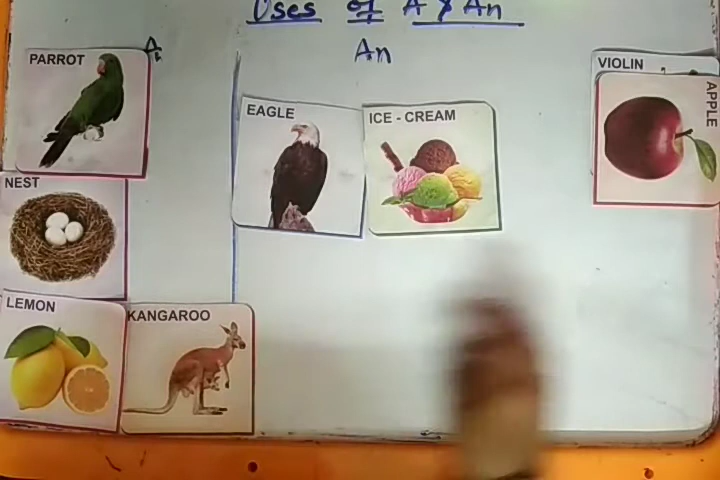 Uses of A & An
A
An
PARROT
EAGLE
ICE - CREAM
VIOLIN
APPLE
NEST
LEMON
KANGAROO